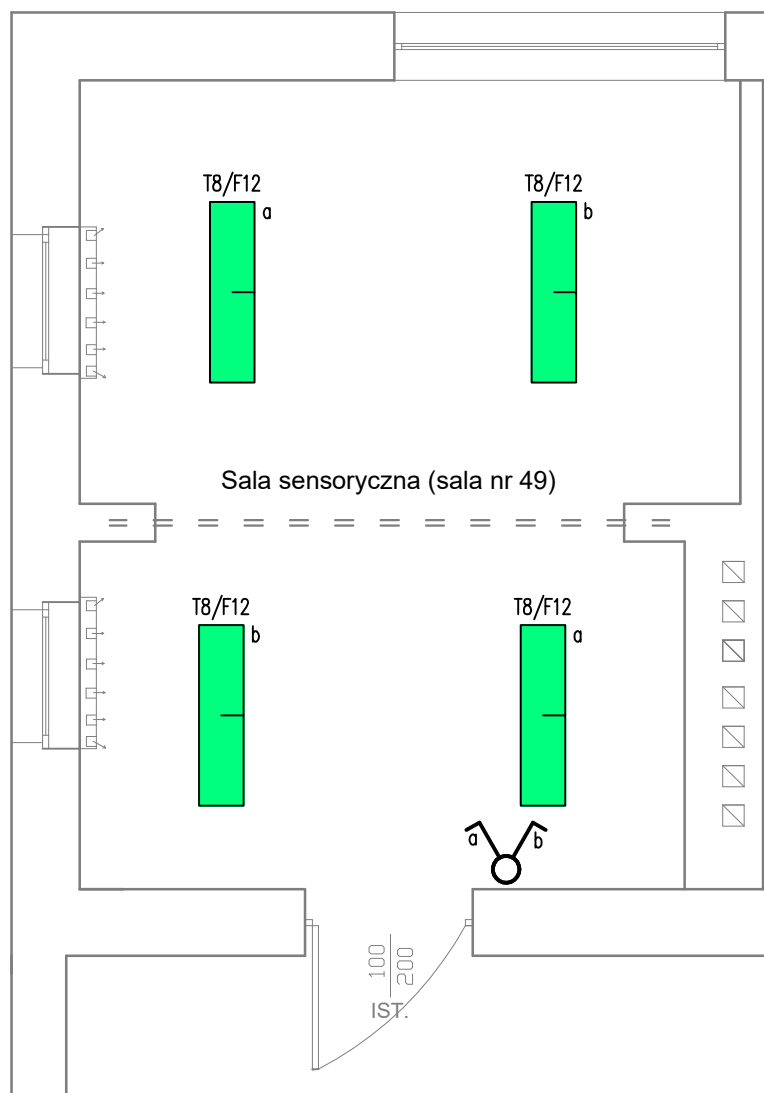 T8/F12
a
T8/F12
b
Sala sensoryczna (sala nr 49)
T8/F12
b
T8/F12
a
a
b
100
200
IST.